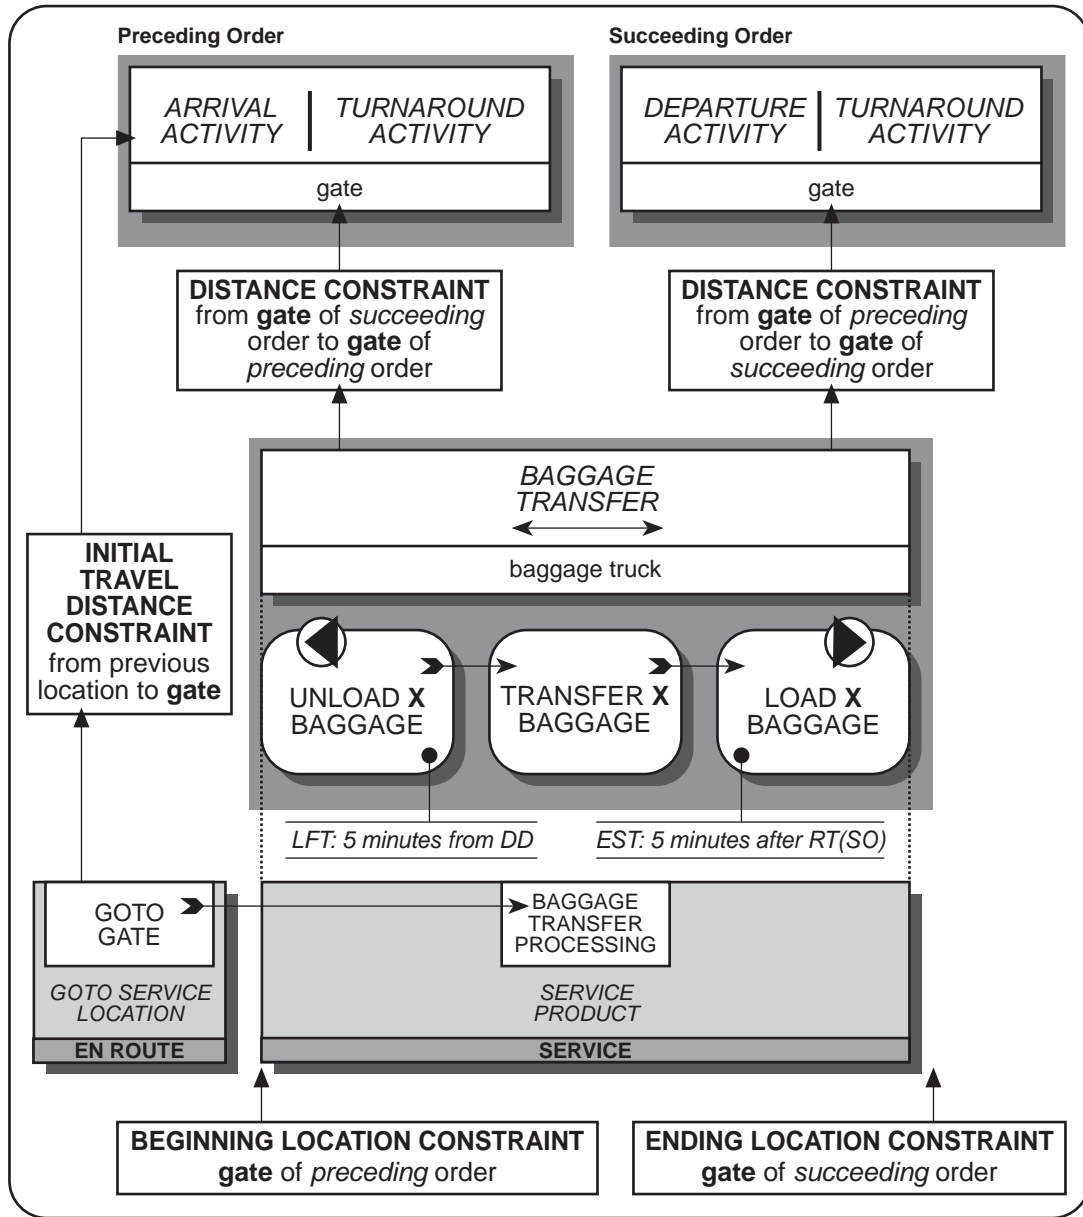 Preceding Order
Succeeding Order
ARRIVAL
ACTIVITY
TURNAROUND
ACTIVITY
gate
DEPARTURE
ACTIVITY
TURNAROUND
ACTIVITY
gate
DISTANCE CONSTRAINT
from gate of succeeding
order to gate of
preceding order
DISTANCE CONSTRAINT
from gate of preceding
order to gate of
succeeding order
BAGGAGE
TRANSFER
baggage truck
INITIAL
TRAVEL
DISTANCE
CONSTRAINT
from previous
location to gate
UNLOAD X
BAGGAGE
TRANSFER X
BAGGAGE
LOAD X
BAGGAGE
LFT: 5 minutes from DD
EST: 5 minutes after RT(SO)
GOTO
GATE
BAGGAGE
TRANSFER
PROCESSING
GOTO SERVICE
LOCATION
SERVICE
PRODUCT
EN ROUTE
SERVICE
BEGINNING LOCATION CONSTRAINT
gate of preceding order
ENDING LOCATION CONSTRAINT
gate of succeeding order